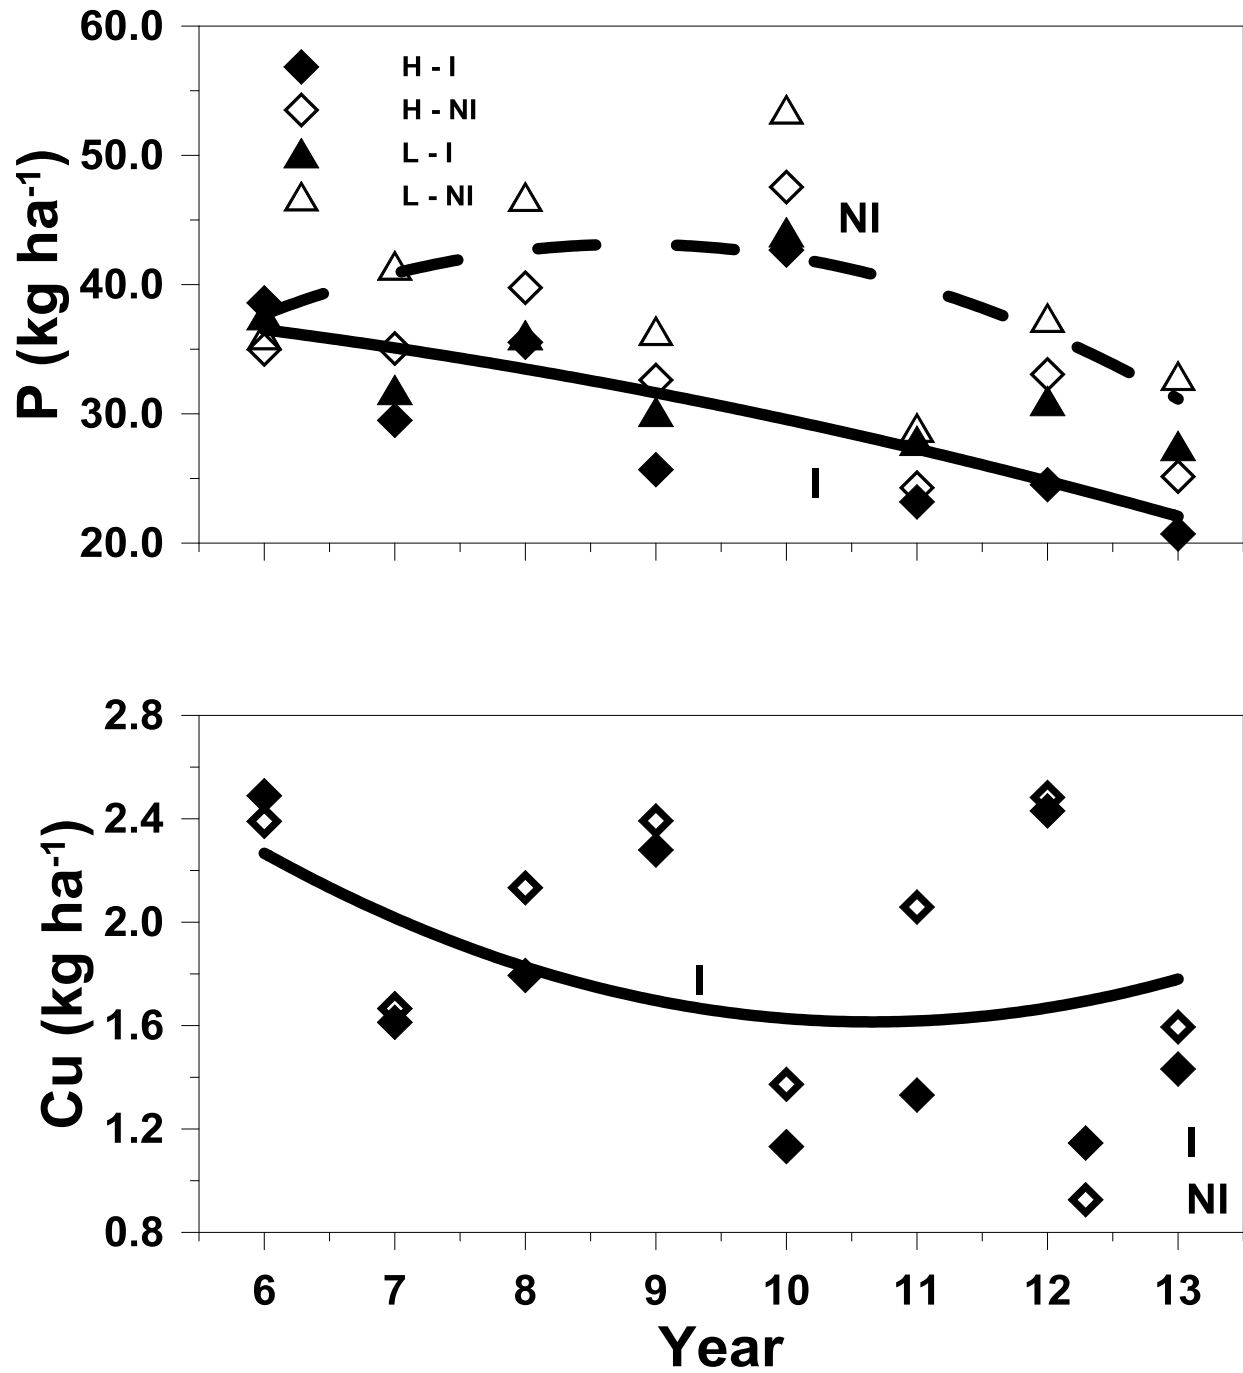 60.0
50.0
40.0
30.0
20.0
P (kg ha-1)
H - I
H - NI
L - I
L - NI
NI
I
2.8
2.4
2.0
1.6
1.2
0.8
Cu (kg ha-1)
I
I
NI
6 7 8 9 10 11 12 13
Year